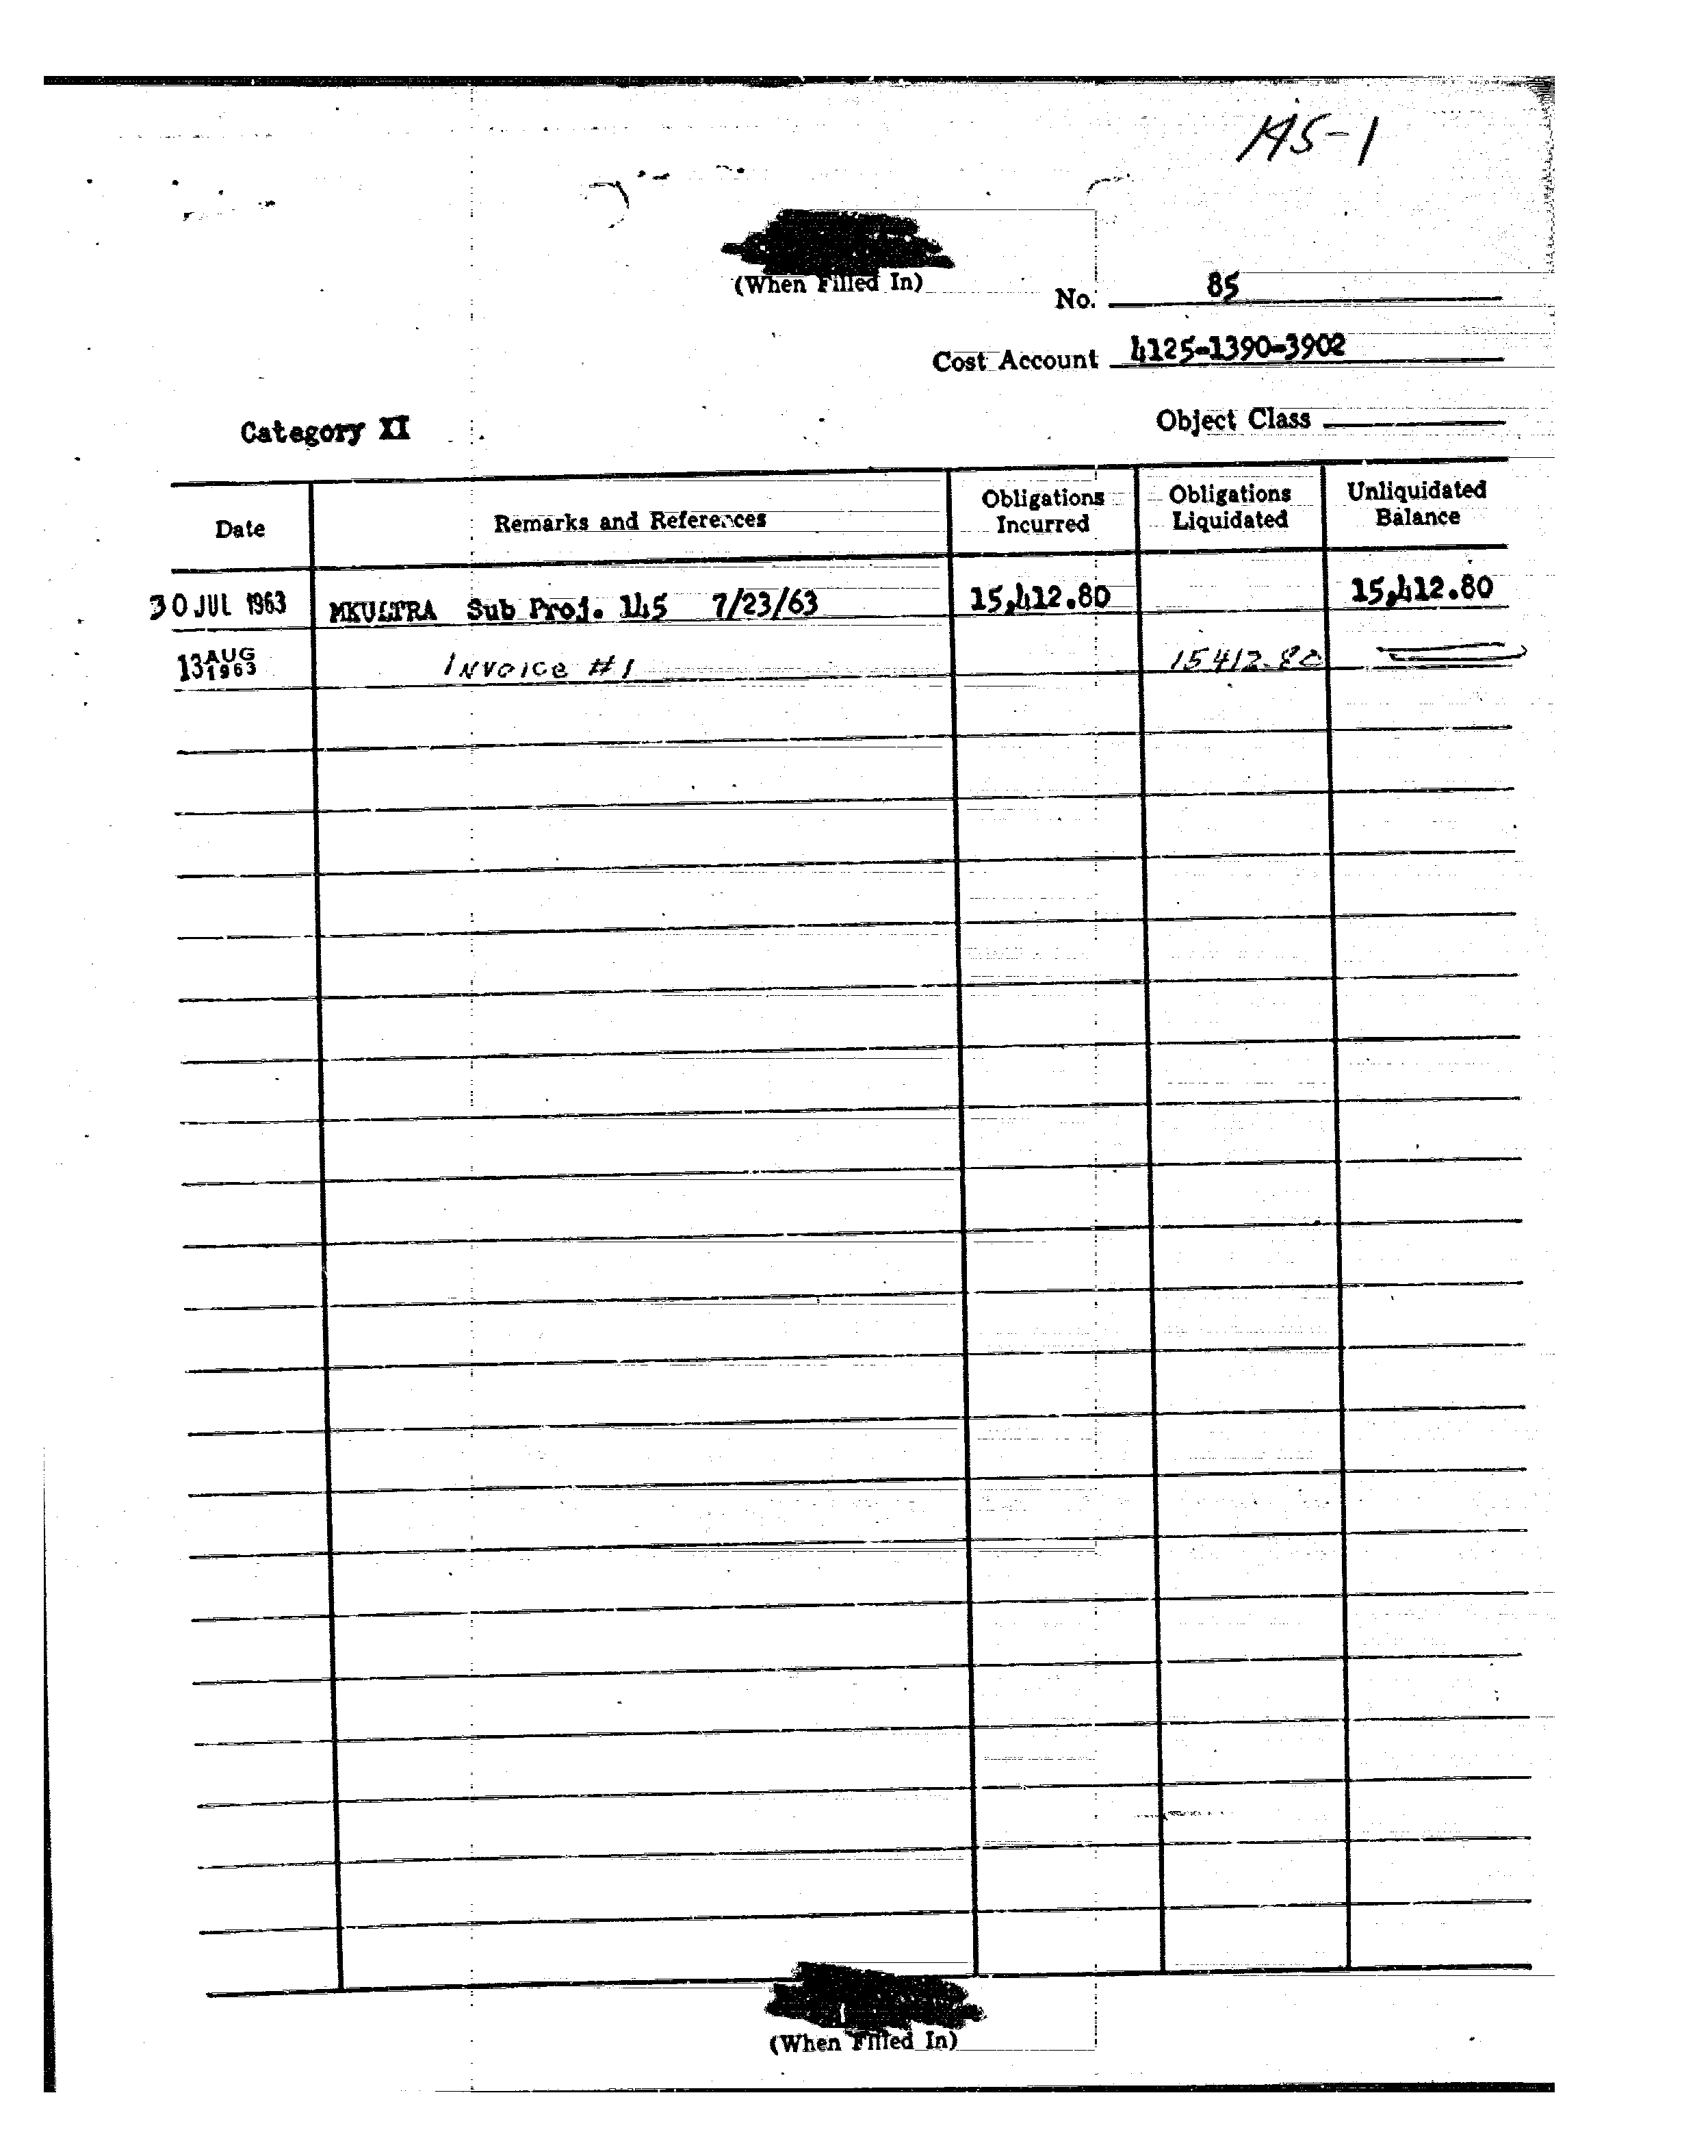 145-1
(When Filled In)
No. 85
Cost Account 4125-1390-3902
Category XI
Object Class
Date
Remarks and References
Obligations Incurred
Obligations Liquidated
Unliquidated Balance
30 JUL 1963 MKULTRA Sub Proj. 145 7/23/63 15,412.80 15,412.80
13 AUG 1963 Invoice #1 15412.80
(When Filled In)